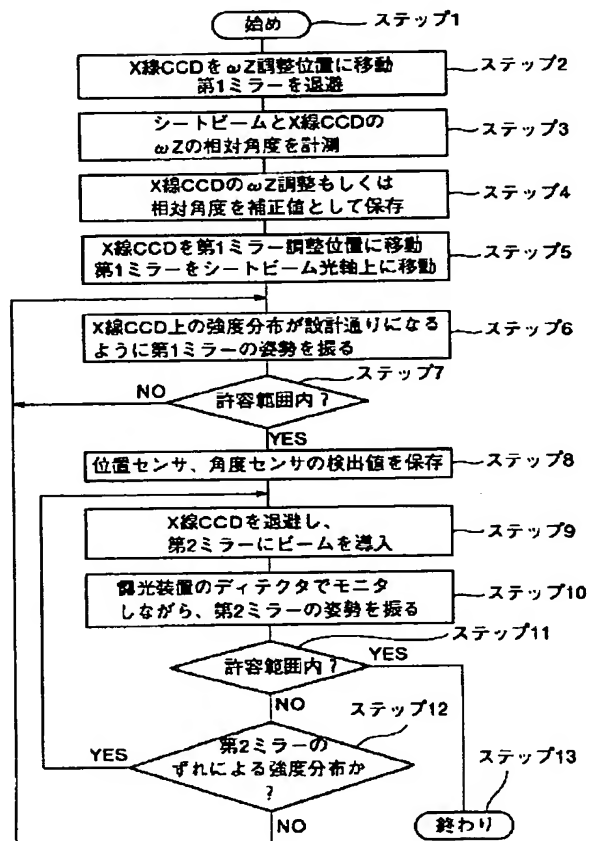 始め
ステップ1
X線CCDをωZ調整位置に移動
第1ミラーを退避
ステップ2
シートビームとX線CCDの
ωZの相対角度を計測
ステップ3
X線CCDのωZ調整もしくは
相対角度を補正値として保存
ステップ4
X線CCDを第1ミラー調整位置に移動
第1ミラーをシートビーム光軸上に移動
ステップ5
X線CCD上の強度分布が設計通りになる
ように第1ミラーの姿勢を振る
ステップ6
ステップ7
NO
許容範囲内?
YES
位置センサ、角度センサの検出値を保存
ステップ8
X線CCDを退避し、
第2ミラーにビームを導入
ステップ9
露光装置のディテクタでモニタ
しながら、第2ミラーの姿勢を振る
ステップ10
ステップ11
許容範囲内?
YES
NO
ステップ12
YES
第2ミラーの
ずれによる強度分布か
?
NO
ステップ13
終わり